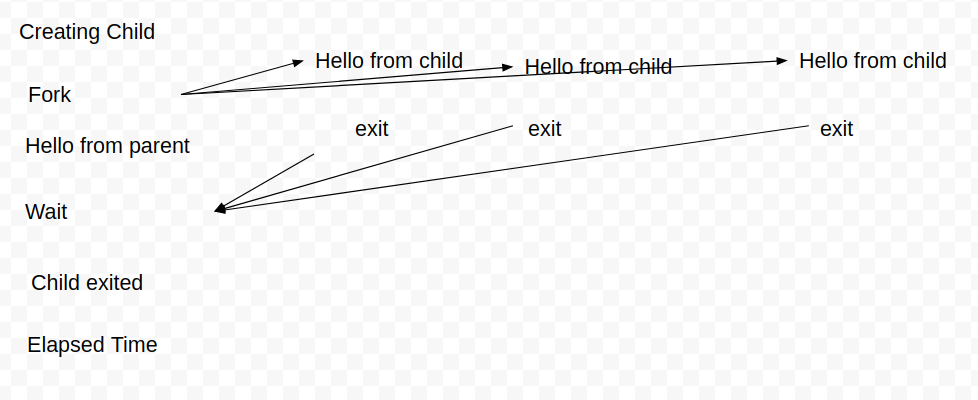 Creating Child
Hello from child
Hello from child
Hello from child
Fork
exit
exit
exit
Hello from parent
Wait
Child exited
Elapsed Time